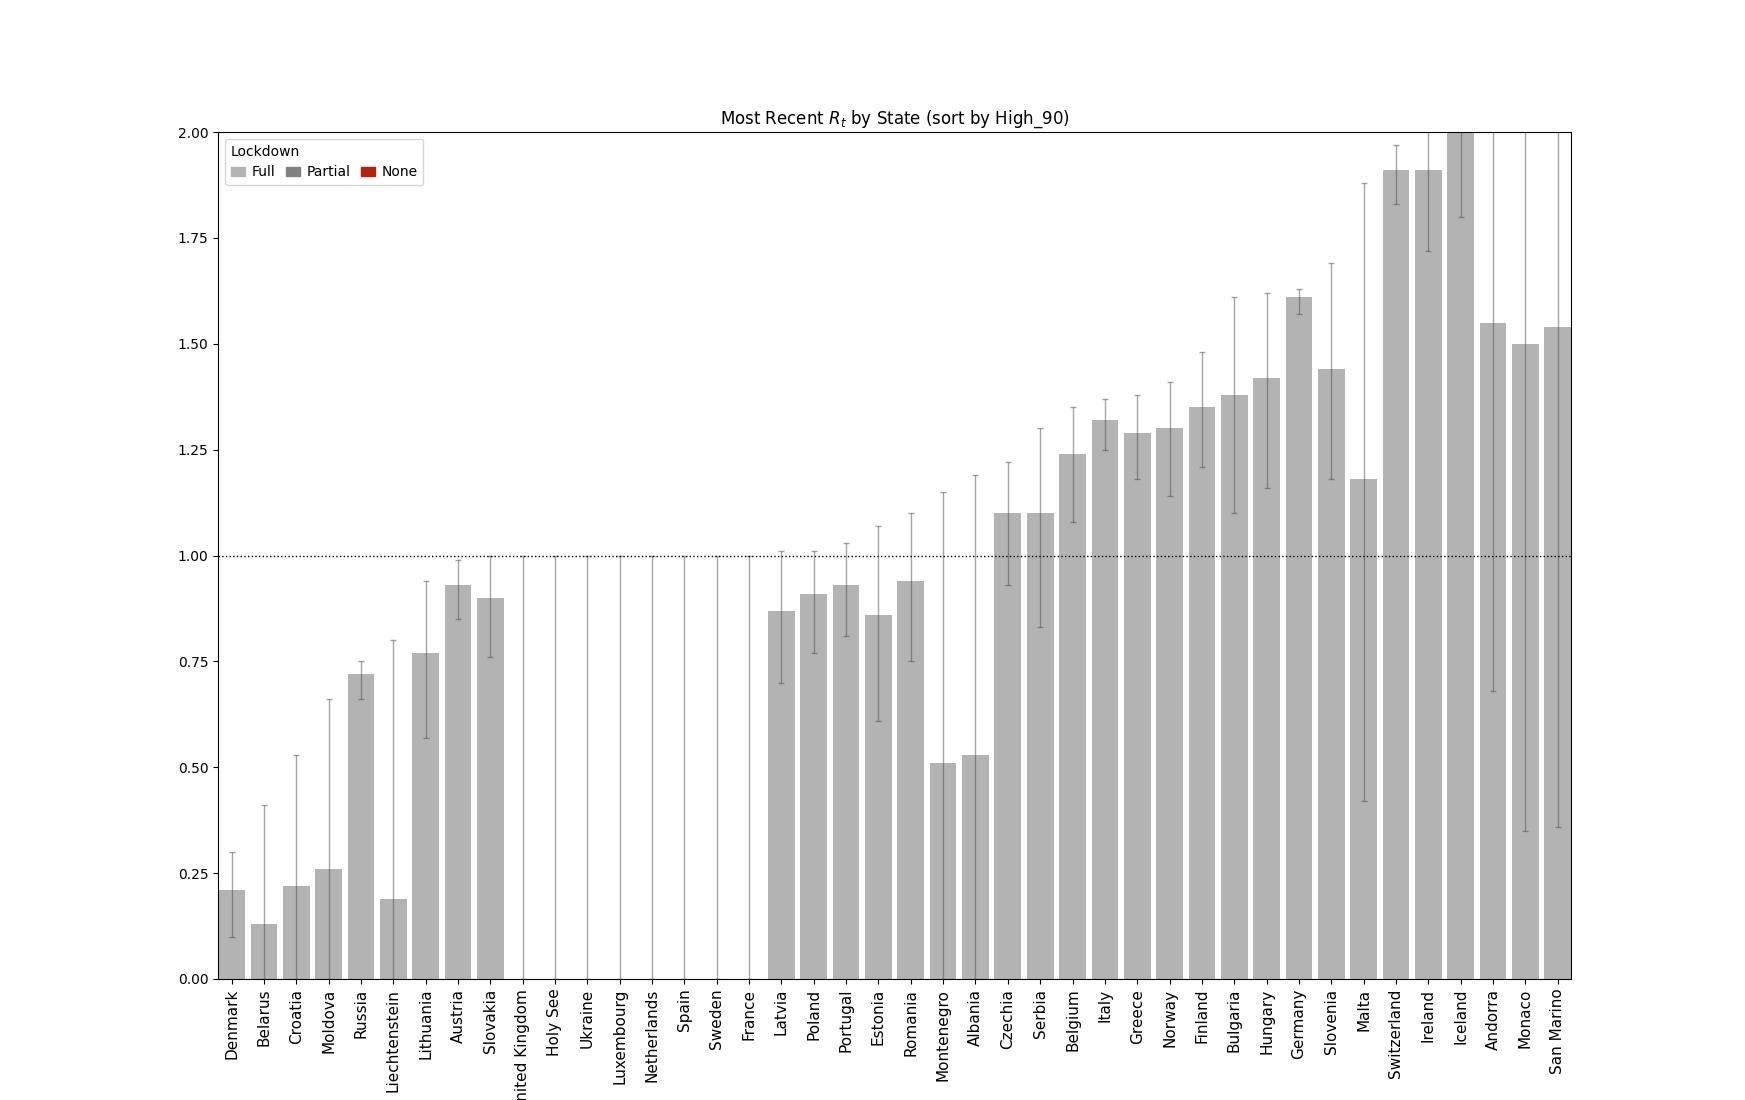 Most Recent Rt by State (sort by High_90)
Lockdown
Full Partial None
2.00
1.75
1.50
1.25
1.00
0.75
0.50
0.25
0.00
Denmark
Belarus
Croatia
Moldova
Russia
Liechtenstein
Lithuania
Austria
Slovakia
nited Kingdom
Holy See
Ukraine
Luxembourg
Netherlands
Spain
Sweden
France
Latvia
Poland
Portugal
Estonia
Romania
Montenegro
Albania
Czechia
Serbia
Belgium
Italy
Greece
Norway
Finland
Bulgaria
Hungary
Germany
Slovenia
Malta
Switzerland
Ireland
Iceland
Andorra
Monaco
San Marino